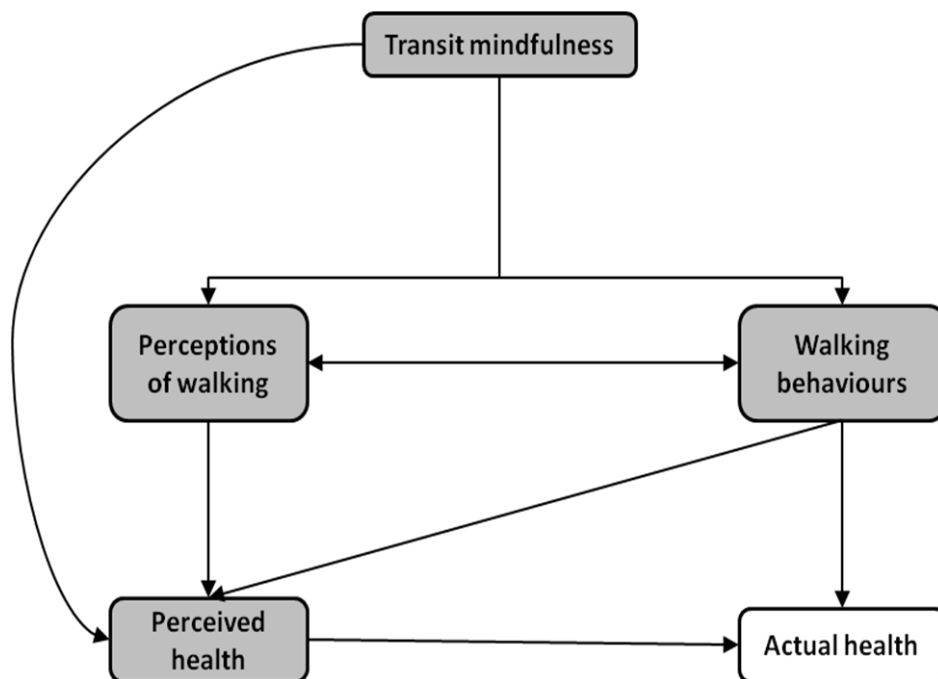 Transit mindfulness
Perceptions
of walking
Walking
behaviours
Perceived
health
Actual health